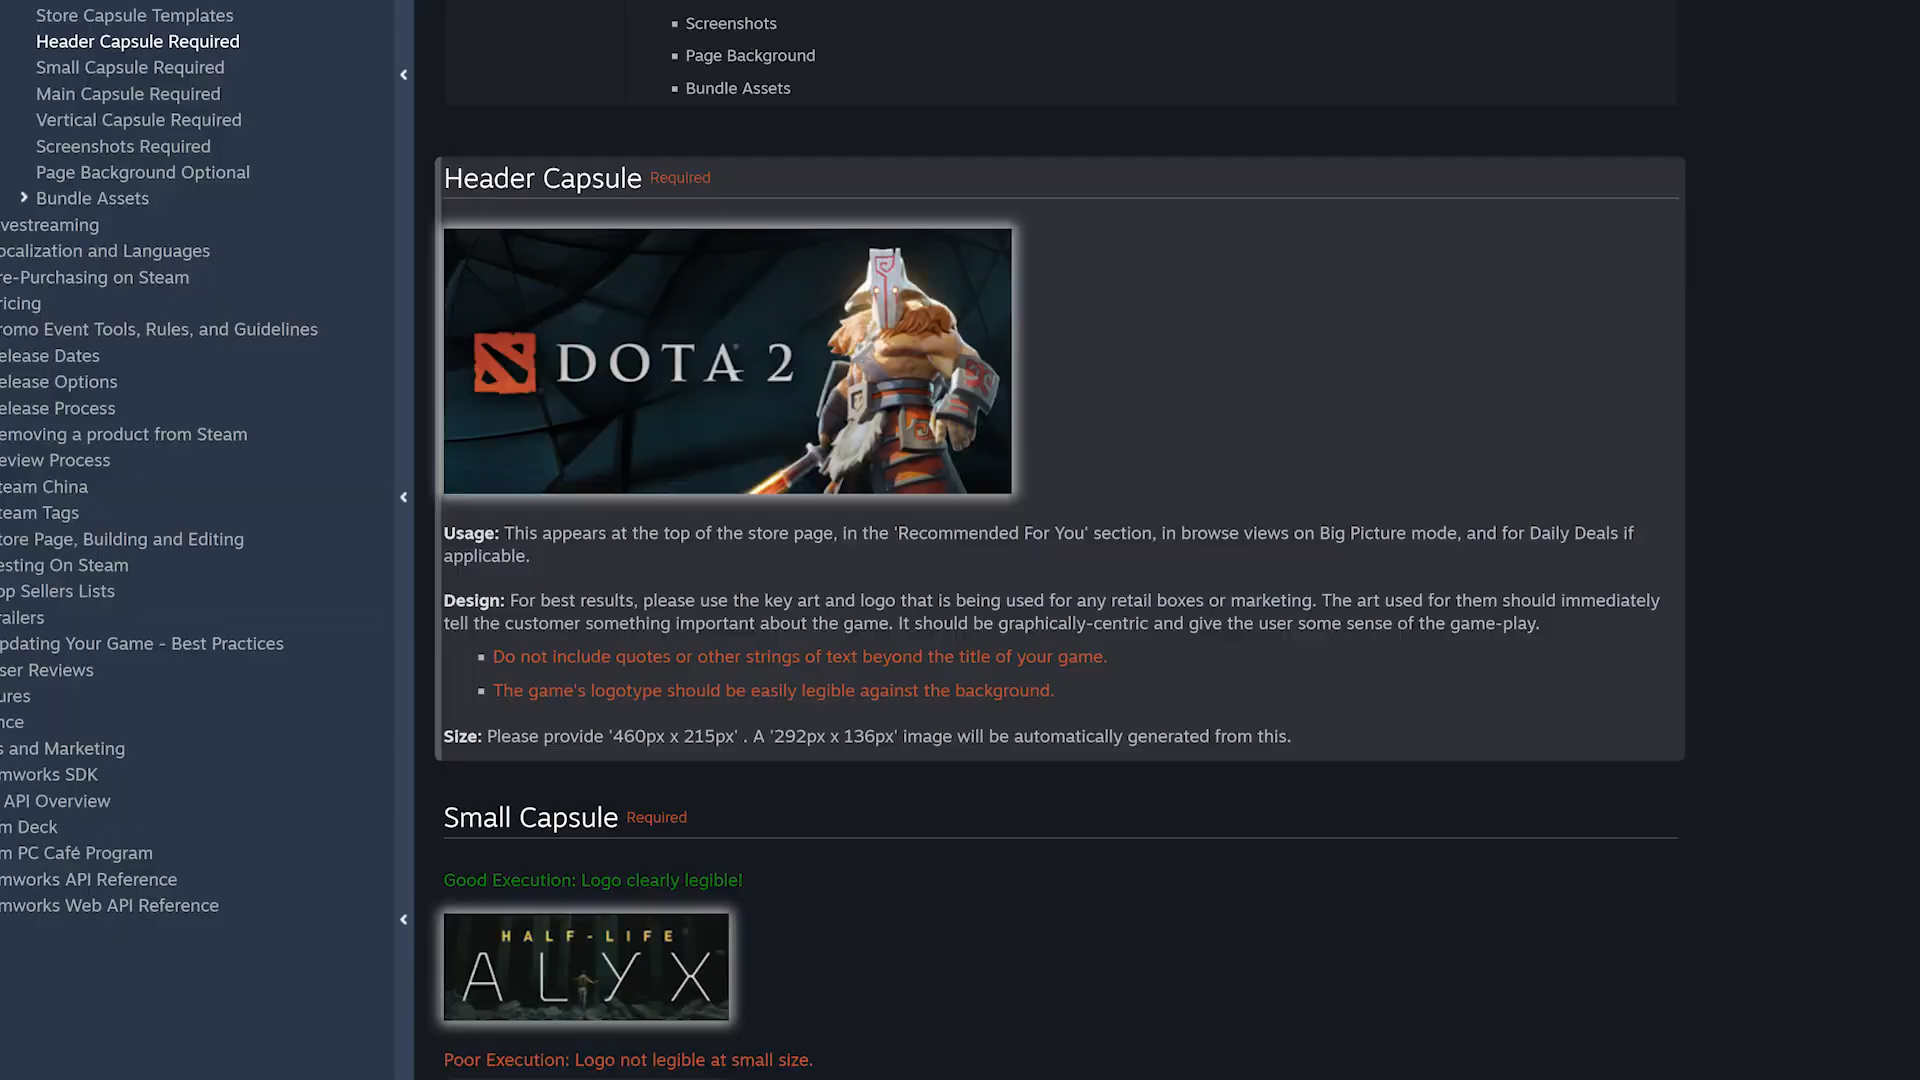 Store Capsule Templates
Header Capsule Required
Small Capsule Required
Main Capsule Required
Vertical Capsule Required
Screenshots Required
Page Background Optional
Bundle Assets
vestreaming
ocalization and Languages
re-Purchasing on Steam
ricing
romo Event Tools, Rules, and Guidelines
elease Dates
elease Options
elease Process
emoving a product from Steam
eview Process
team China
team Tags
tore Page, Building and Editing
esting On Steam
op Sellers Lists
railers
pdating Your Game - Best Practices
ser Reviews
ures
nce
s and Marketing
mworks SDK
API Overview
m Deck
m PC Café Program
mworks API Reference
mworks Web API Reference
Screenshots
Page Background
Bundle Assets
Header Capsule Required
DOTA 2
Usage: This appears at the top of the store page, in the 'Recommended For You' section, in browse views on Big Picture mode, and for Daily Deals if
applicable.
Design: For best results, please use the key art and logo that is being used for any retail boxes or marketing. The art used for them should immediately
tell the customer something important about the game. It should be graphically-centric and give the user some sense of the game-play.
Do not include quotes or other strings of text beyond the title of your game.
The game's logotype should be easily legible against the background.
Size: Please provide '460px x 215px' . A '292px x 136px' image will be automatically generated from this.
Small Capsule Required
Good Execution: Logo clearly legible!
HALF-LIFE
ALYX
Poor Execution: Logo not legible at small size.